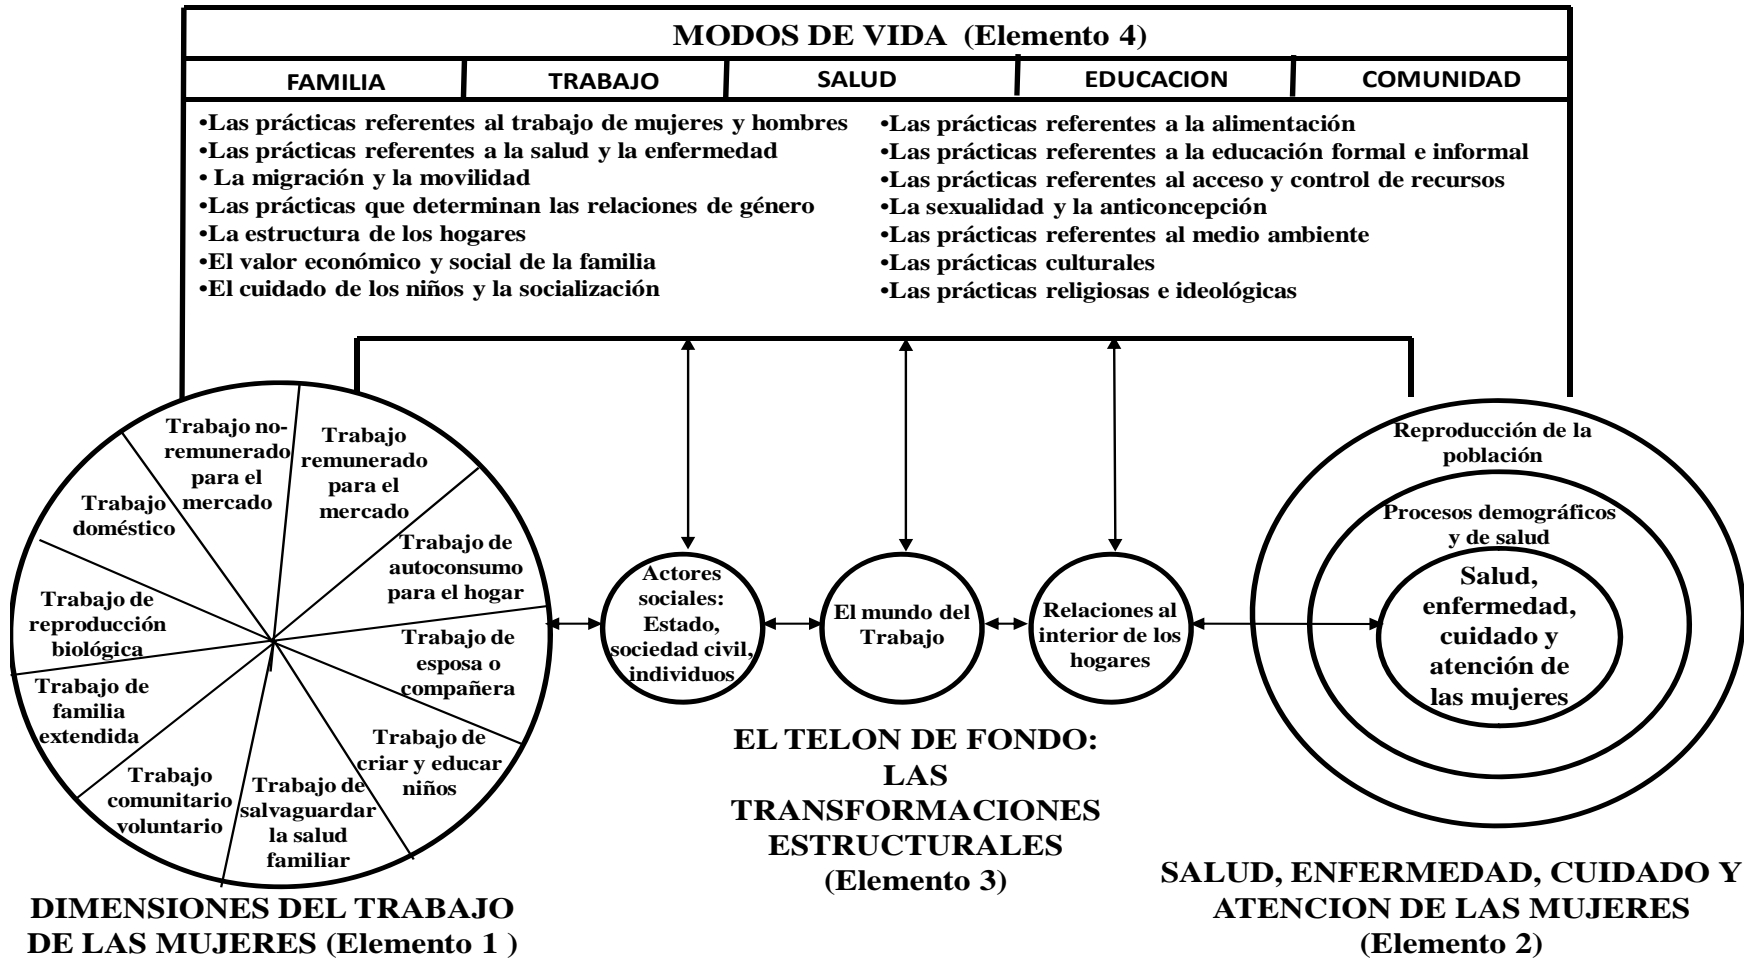 MODOS DE VIDA (Elemento 4)
FAMILIA
TRABAJO
SALUD
EDUCACION
COMUNIDAD
•Las prácticas referentes al trabajo de mujeres y hombres
•Las prácticas referentes a la salud y la enfermedad
• La migración y la movilidad
•Las prácticas que determinan las relaciones de género
•La estructura de los hogares
•El valor económico y social de la familia
•El cuidado de los niños y la socialización
•Las prácticas referentes a la alimentación
•Las prácticas referentes a la educación formal e informal
•Las prácticas referentes al acceso y control de recursos
•La sexualidad y la anticoncepción
•Las prácticas referentes al medio ambiente
•Las prácticas culturales
•Las prácticas religiosas e ideológicas
Trabajo no-
remunerado
para el
mercado
Trabajo
remunerado
para el
mercado
Trabajo de
autoconsumo
para el hogar
Trabajo de
esposa o
compañera
Trabajo de
criar y educar
niños
Trabajo de
salvaguardar
la salud
familiar
Trabajo
comunitario
voluntario
Trabajo de
familia
extendida
Trabajo de
reproducción
biológica
Trabajo
doméstico
DIMENSIONES DEL TRABAJO
DE LAS MUJERES (Elemento 1 )
Actores
sociales:
Estado,
sociedad civil,
individuos
El mundo del
Trabajo
Relaciones al
interior de los
hogares
EL TELON DE FONDO:
LAS
TRANSFORMACIONES
ESTRUCTURALES
(Elemento 3)
Reproducción de la
población
Procesos demográficos
y de salud
Salud,
enfermedad,
cuidado y
atención de
las mujeres
SALUD, ENFERMEDAD, CUIDADO Y
ATENCION DE LAS MUJERES
(Elemento 2)